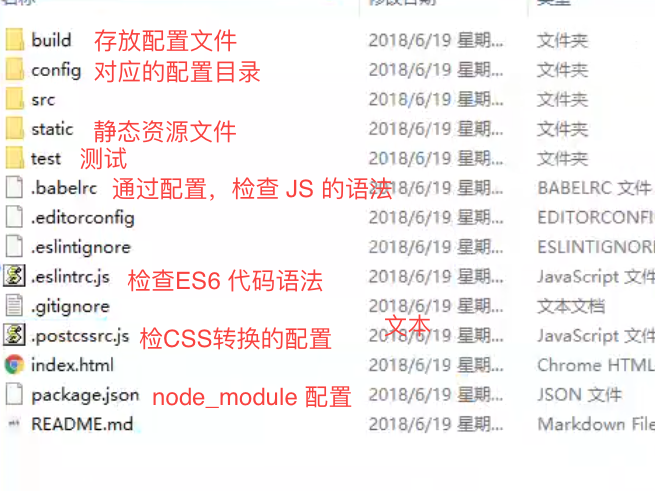 名称 修改日期 类型
build 存放配置文件 2018/6/19 星期... 文件夹
config 对应的配置目录 2018/6/19 星期... 文件夹
src 2018/6/19 星期... 文件夹
static 静态资源文件 2018/6/19 星期... 文件夹
test 测试 2018/6/19 星期... 文件夹
.babelrc 通过配置，检查 JS 的语法 2018/6/19 星期... BABELRC 文件
.editorconfig 2018/6/19 星期... EDITORCONFI
.eslintignore 2018/6/19 星期... ESLINTIGNOR
.eslintrc.js 检查ES6 代码语法 2018/6/19 星期... JavaScript 文件
.gitignore 2018/6/19 星期... 文本文档
文本
.postcssrc.js 检CSS转换的配置 2018/6/19 星期... JavaScript 文件
index.html 2018/6/19 星期... Chrome HTML
package.json node_module 配置 2018/6/19 星期... JSON 文件
README.md 2018/6/19 星期... Markdown File